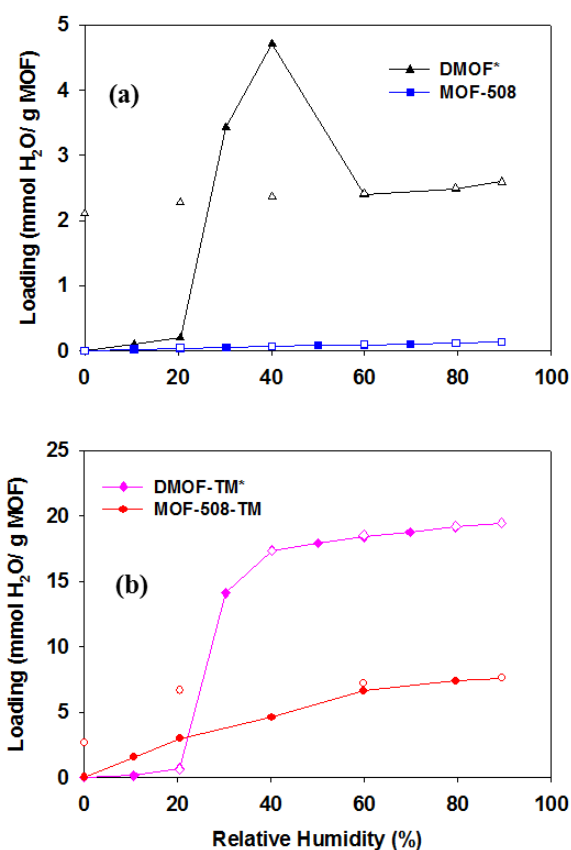 5
4
3
2
1
0
Loading (mmol H₂O/ g MOF)
(a)
DMOF*
MOF-508
0 20 40 60 80 100
25
20
15
10
5
0
Loading (mmol H₂O/ g MOF)
DMOF-TM*
MOF-508-TM
(b)
0 20 40 60 80 100
Relative Humidity (%)